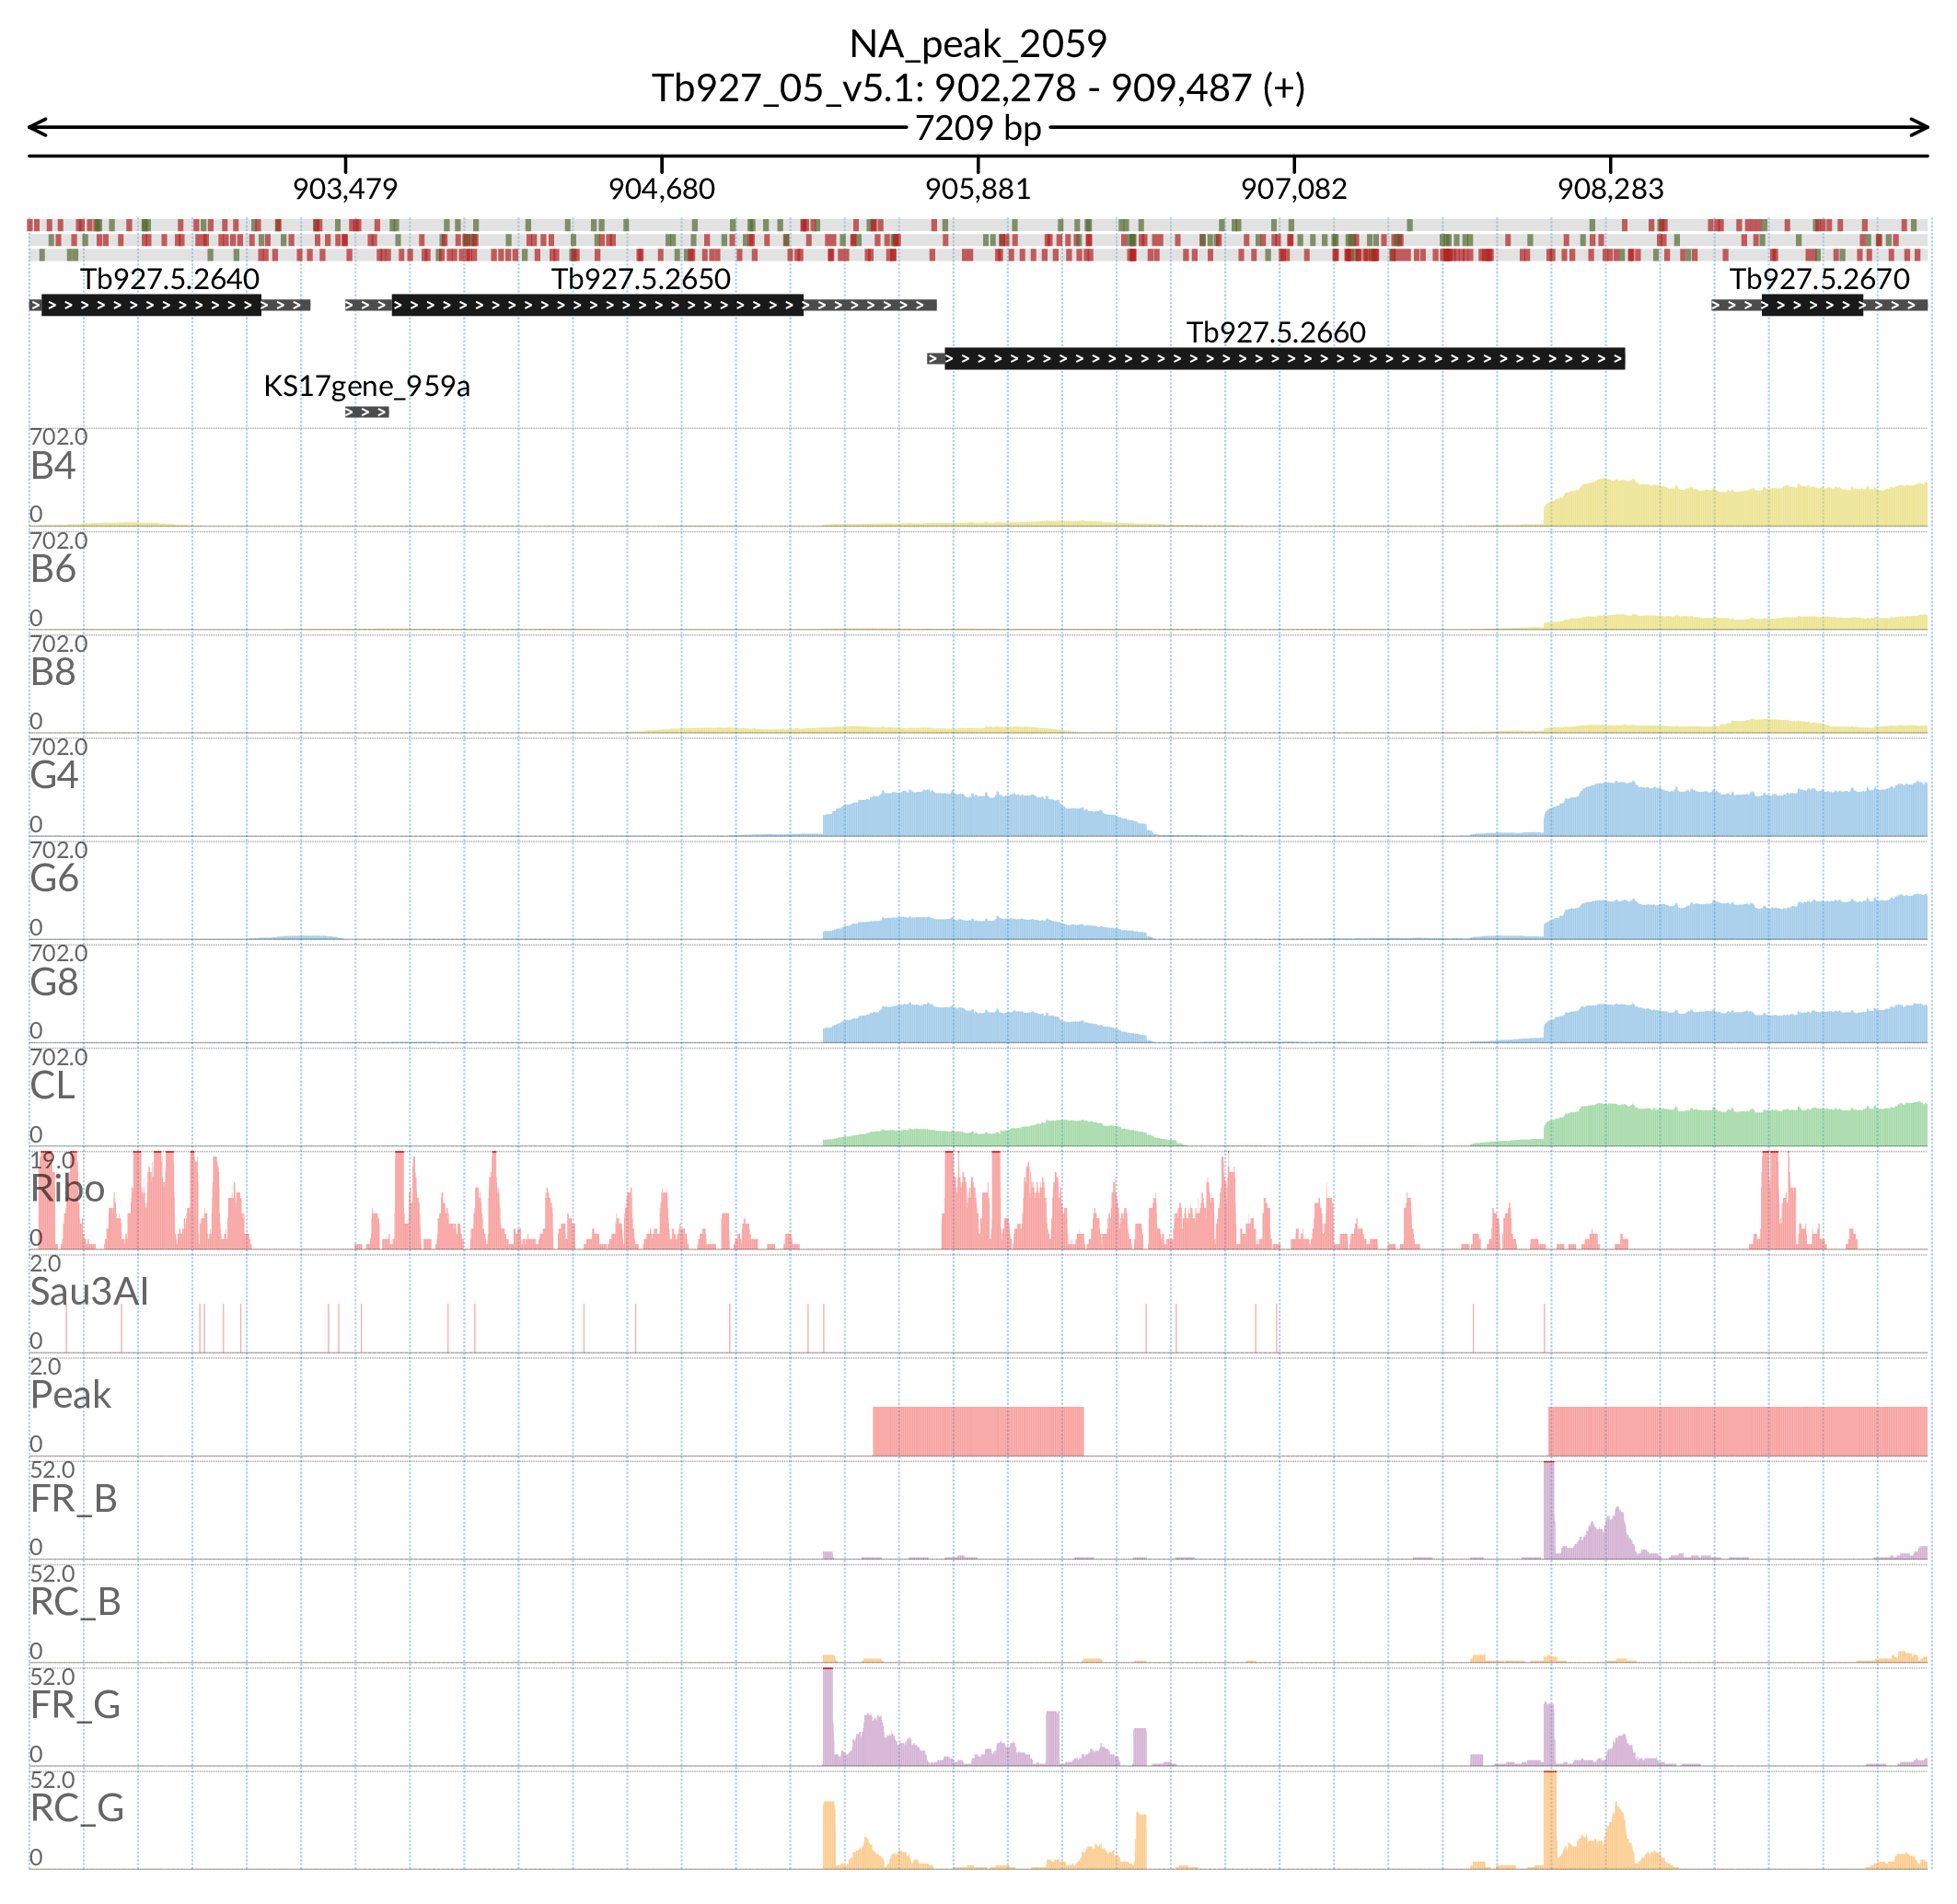 NA_peak_2059
Tb927_05_v5.1: 902,278 - 909,487 (+)
7209 bp
903,479 904,680 905,881 907,082 908,283
Tb927.5.2640 Tb927.5.2650 Tb927.5.2670
Tb927.5.2660
KS17gene_959a
702.0
B4
0
702.0
B6
0
702.0
B8
0
702.0
G4
0
702.0
G6
0
702.0
G8
0
702.0
CL
0
19.0
Ribo
0
2.0
Sau3AI
0
2.0
Peak
0
52.0
FR_B
0
52.0
RC_B
0
52.0
FR_G
0
52.0
RC_G
0